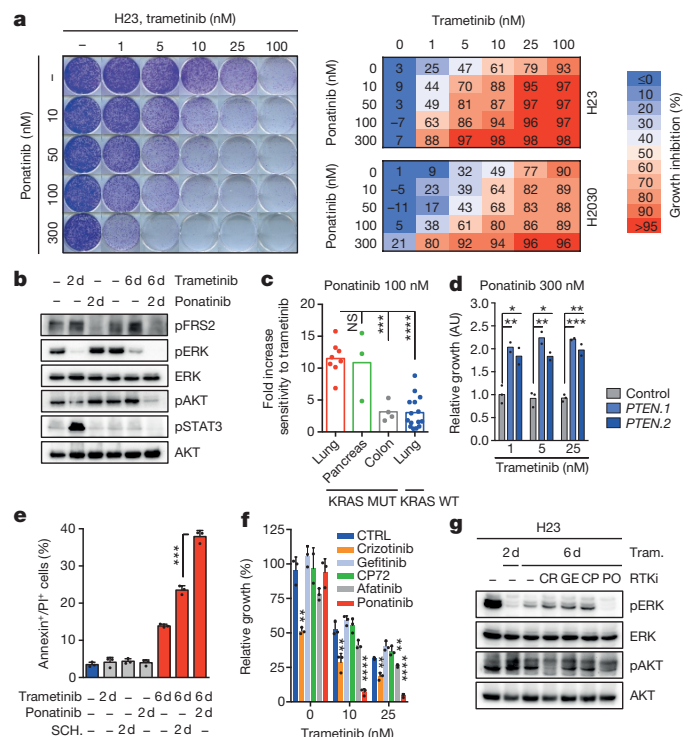 a
H23, trametinib (nM)
– 1 5 10 25 100
Ponatinib (nM)
–
10
50
100
300
Trametinib (nM)
0 1 5 10 25 100
Ponatinib (nM)
0 3 25 47 61 79 93
10 9 44 70 88 95 97
50 3 49 81 87 97 97
100 –7 63 86 94 96 97
300 7 88 97 98 98 98
H23
Ponatinib (nM)
0 1 9 32 49 77 90
10 –5 23 39 64 82 89
50 –11 17 43 68 83 88
100 5 38 61 80 86 89
300 21 80 92 94 96 96
H2030
≤0
10
20
30
40
50
60
70
80
90
>95
Growth inhibition (%)
b
– 2 d – – 6 d 6 d Trametinib
– – 2 d – – 2 d Ponatinib
pFRS2
pERK
ERK
pAKT
pSTAT3
AKT
c
Ponatinib 100 nM
Fold increase
sensitivity to trametinib
20
15
10
5
0
NS
***
****
Lung
Pancreas
Colon
Lung
KRAS MUT KRAS WT
d
Ponatinib 300 nM
Relative growth (AU)
2.5
2.0
1.5
1.0
0.5
0
* * *
** ** ***
1 5 25
Trametinib (nM)
Control
PTEN.1
PTEN.2
e
Annexin⁺/PI⁺ cells (%)
40
30
20
10
0
***
Trametinib – 2 d – – 6 d 6 d 6 d
Ponatinib – – – 2 d – – 2 d
SCH. – – 2 d – – 2 d –
f
Relative growth (%)
100
75
50
25
0
CTRL
Crizotinib
Gefitinib
CP72
Afatinib
Ponatinib
**
***
****
**
**
****
0 10 25
Trametinib (nM)
g
H23
2 d 6 d Tram.
– – – CR GE CP PO RTKi
pERK
ERK
pAKT
AKT